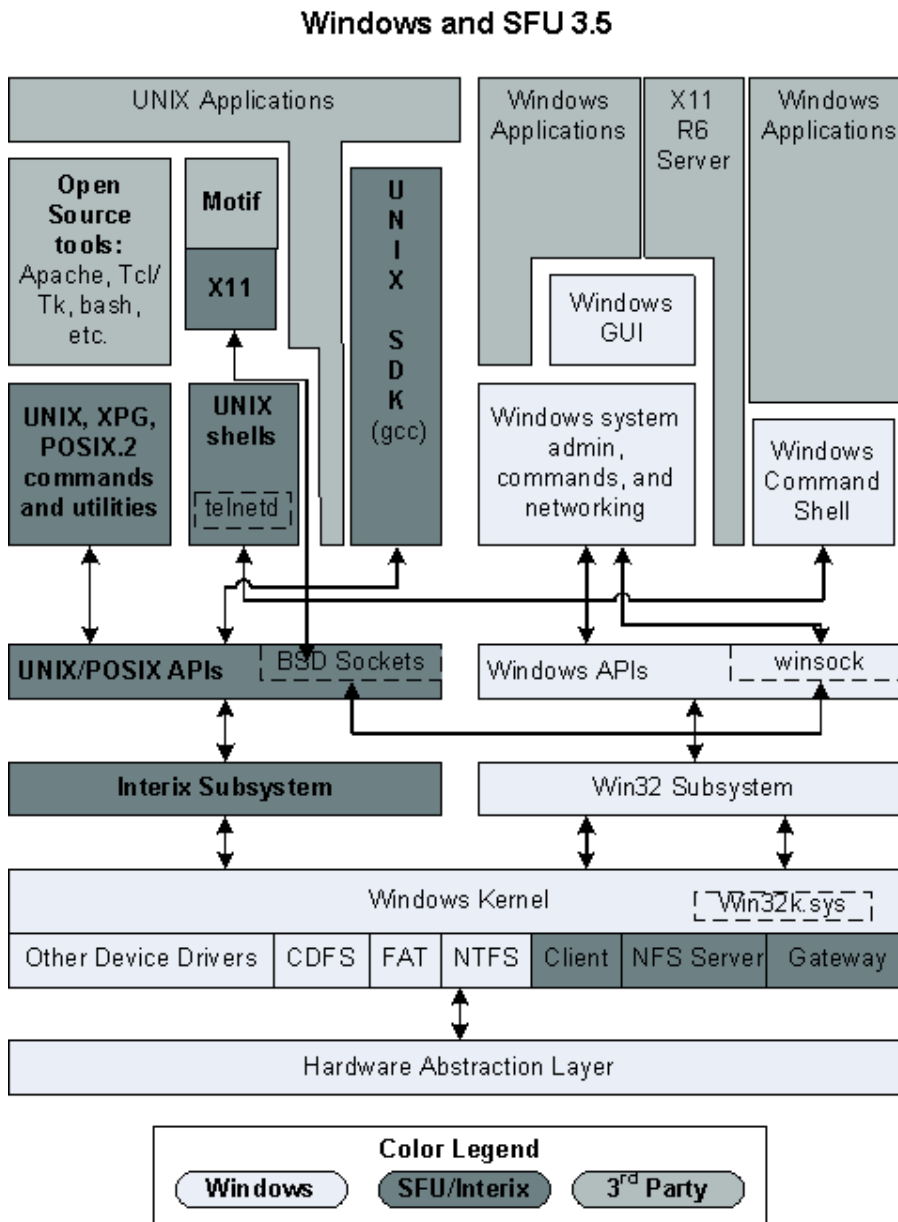 Windows and SFU 3.5
UNIX Applications
Windows
Applications
X11
R6
Server
Windows
Applications
Open
Source
tools:
Apache, Tcl/
Tk, bash,
etc.
Motif
X11
U
N
I
X
S
D
K
(gcc)
Windows
GUI
UNIX, XPG,
POSIX.2
commands
and utilities
UNIX
shells
telnetd
Windows system
admin,
commands, and
networking
Windows
Command
Shell
UNIX/POSIX APIs
BSD Sockets
Windows APIs
winsock
Interix Subsystem
Win32 Subsystem
Windows Kernel
Win32k.sys
Other Device Drivers
CDFS
FAT
NTFS
Client
NFS Server
Gateway
Hardware Abstraction Layer
Color Legend
Windows
SFU/Interix
3rd Party